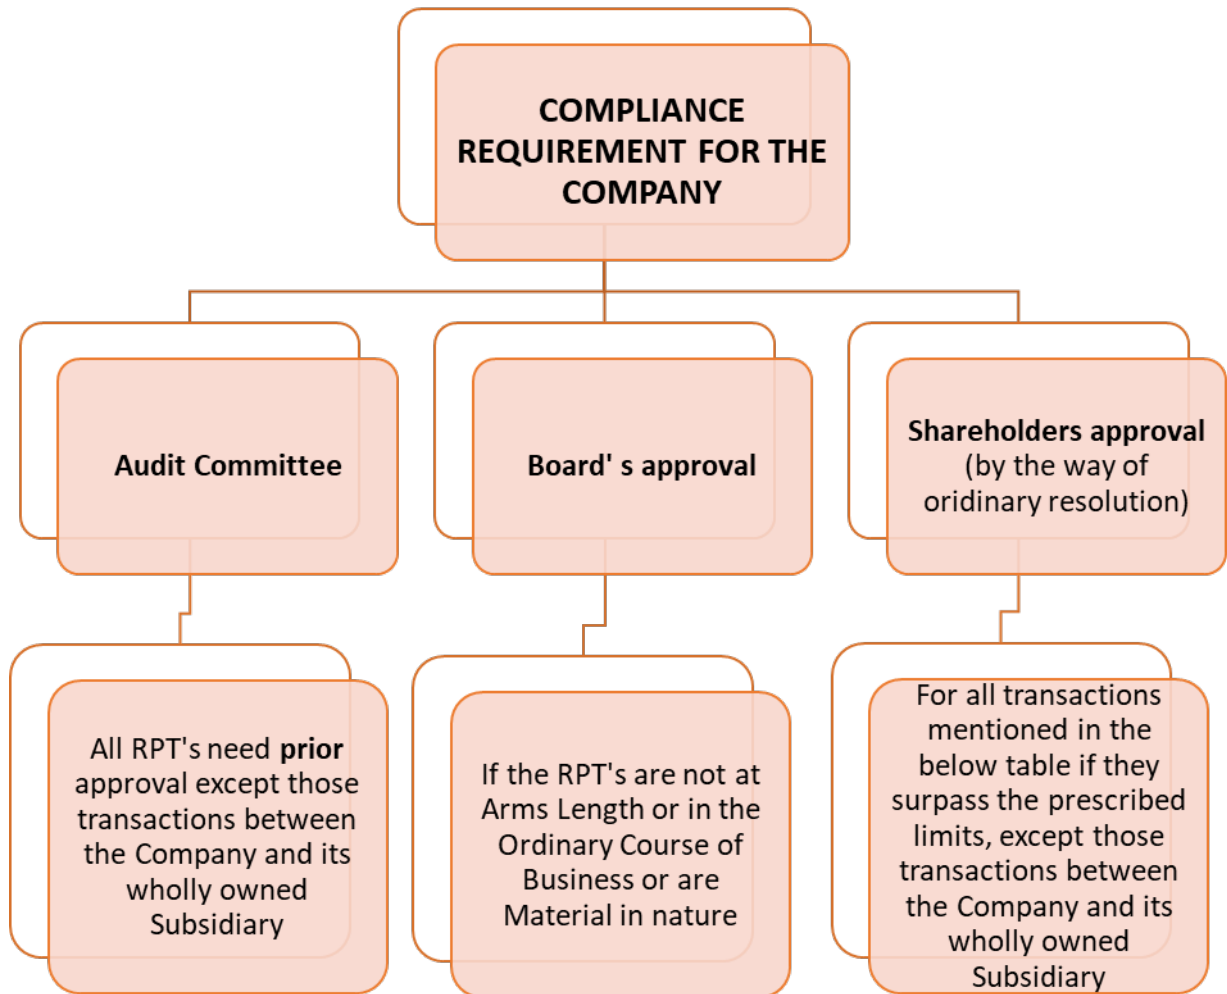 COMPLIANCE
REQUIREMENT FOR THE
COMPANY
Audit Committee
Board' s approval
Shareholders approval
(by the way of
oridinary resolution)
All RPT's need prior
approval except those
transactions between
the Company and its
wholly owned
Subsidiary
If the RPT's are not at
Arms Length or in the
Ordinary Course of
Business or are
Material in nature
For all transactions
mentioned in the
below table if they
surpass the prescribed
limits, except those
transactions between
the Company and its
wholly owned
Subsidiary